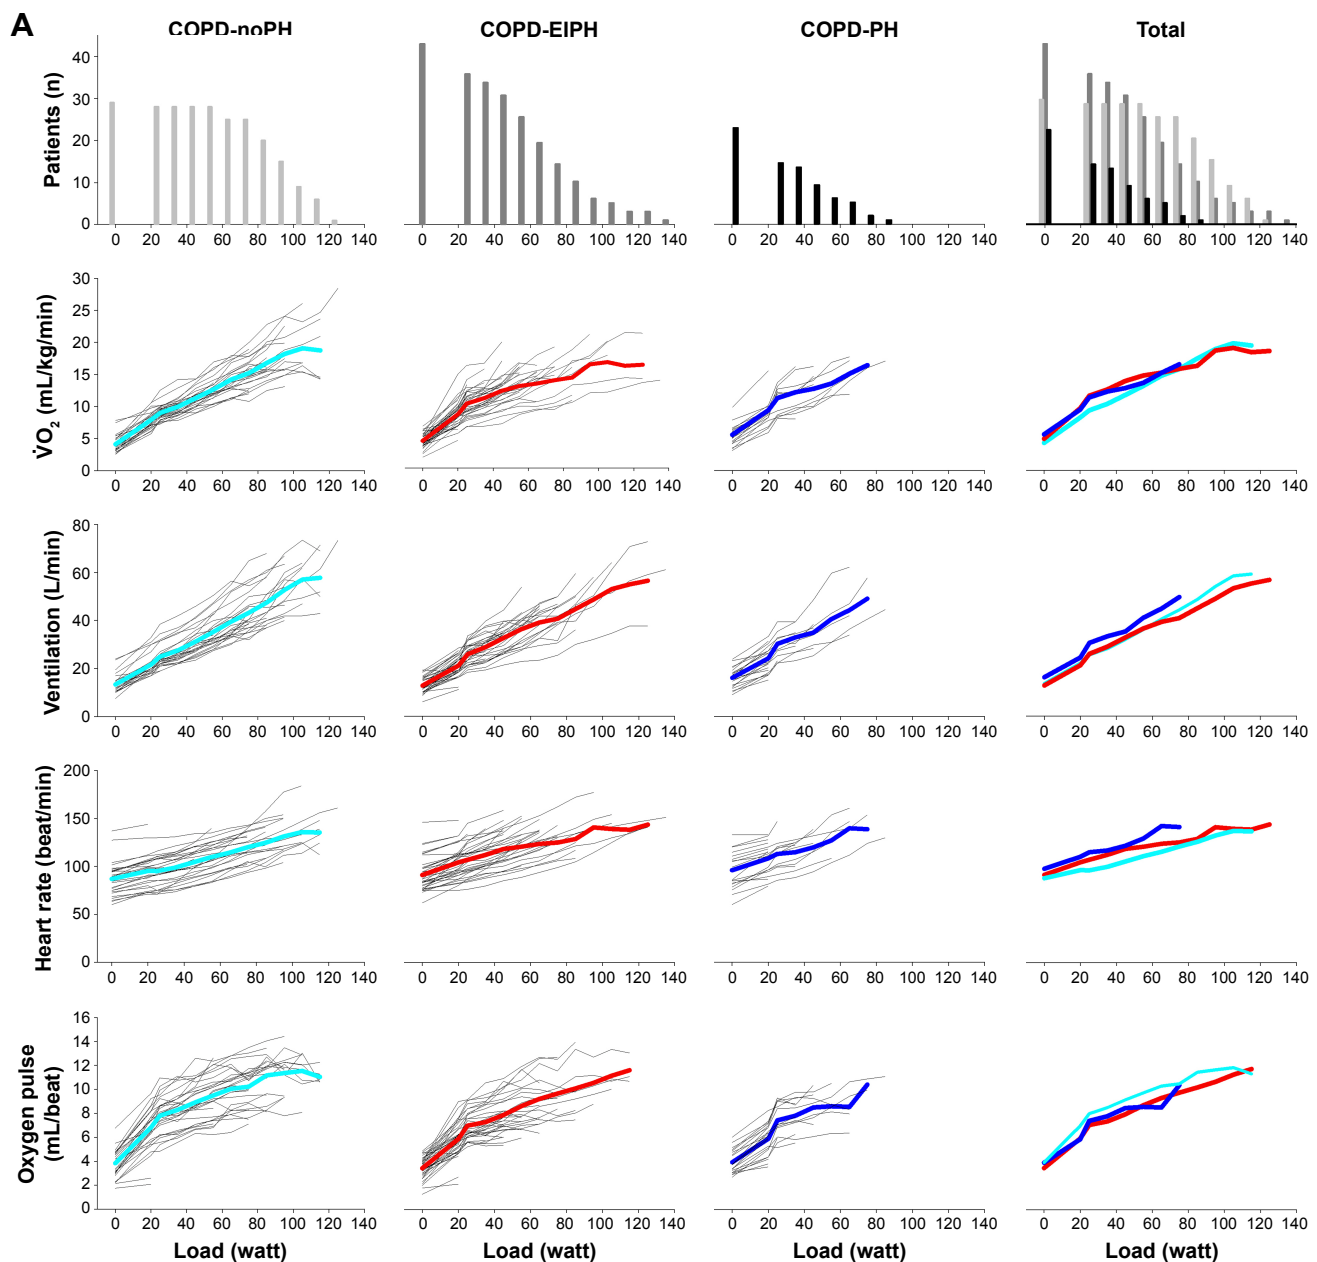 A
COPD-noPH COPD-EIPH COPD-PH Total
Patients (n)
40
30
20
10
0
0 20 40 60 80 100 120 140 0 20 40 60 80 100 120 140 0 20 40 60 80 100 120 140 0 20 40 60 80 100 120 140
V̇O₂ (mL/kg/min)
30
25
20
15
10
5
0
0 20 40 60 80 100 120 140 0 20 40 60 80 100 120 140 0 20 40 60 80 100 120 140 0 20 40 60 80 100 120 140
Ventilation (L/min)
80
60
40
20
0
0 20 40 60 80 100 120 140 0 20 40 60 80 100 120 140 0 20 40 60 80 100 120 140 0 20 40 60 80 100 120 140
Heart rate (beat/min)
200
150
100
50
0
0 20 40 60 80 100 120 140 0 20 40 60 80 100 120 140 0 20 40 60 80 100 120 140 0 20 40 60 80 100 120 140
Oxygen pulse
(mL/beat)
16
14
12
10
8
6
4
2
0
0 20 40 60 80 100 120 140 0 20 40 60 80 100 120 140 0 20 40 60 80 100 120 140 0 20 40 60 80 100 120 140
Load (watt) Load (watt) Load (watt) Load (watt)